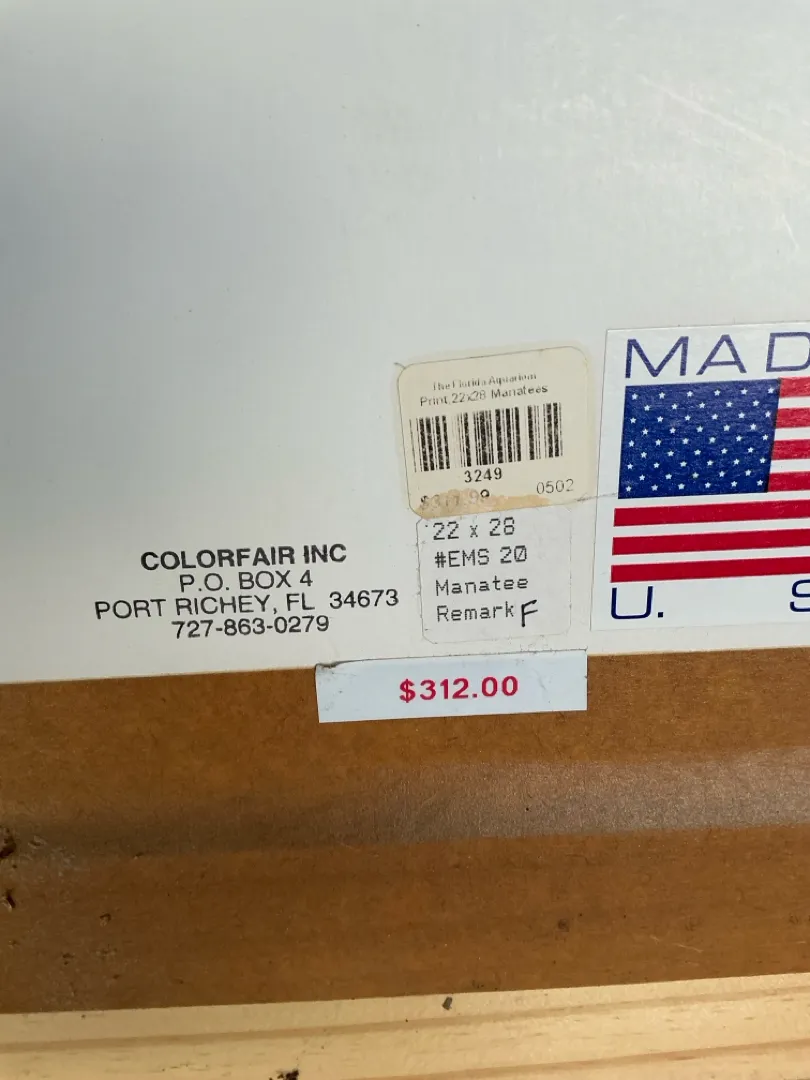 The Florida Aquarium
Print,22x28 Manatees
3249
0502
22 x 28
#EMS 20
Manatee
Remark F
COLORFAIR INC
P.O. BOX 4
PORT RICHEY, FL 34673
727-863-0279
$312.00
MAD
U. S